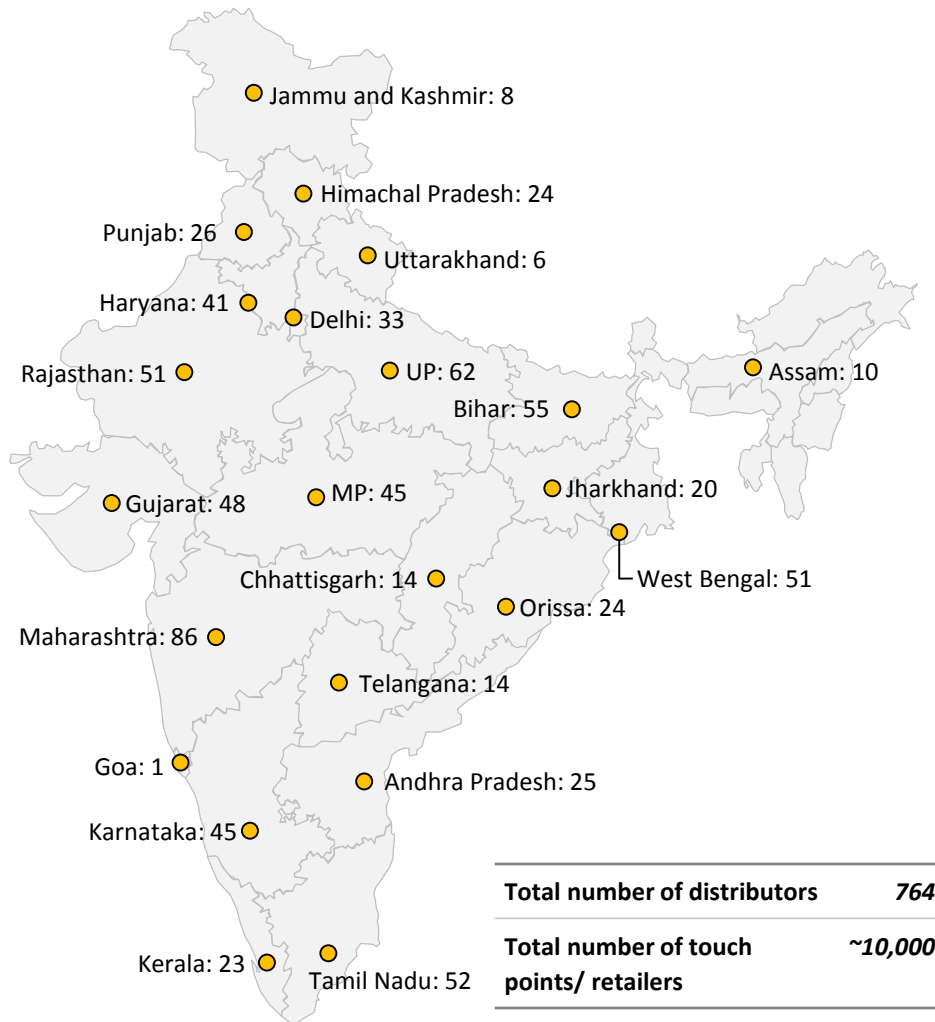 Jammu and Kashmir: 8
Himachal Pradesh: 24
Punjab: 26
Uttarakhand: 6
Haryana: 41
Delhi: 33
Rajasthan: 51
UP: 62
Assam: 10
Bihar: 55
Gujarat: 48
MP: 45
Jharkhand: 20
Chhattisgarh: 14
West Bengal: 51
Orissa: 24
Maharashtra: 86
Telangana: 14
Goa: 1
Andhra Pradesh: 25
Karnataka: 45
Kerala: 23
Tamil Nadu: 52
Total number of distributors 764
Total number of touch ~10,000
points/ retailers